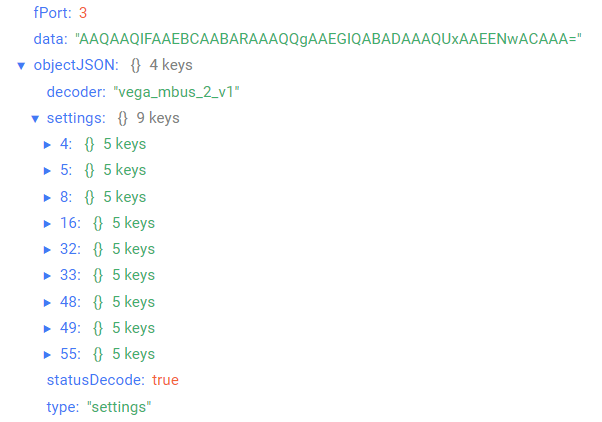 fPort: 3
data: "AAQAAQIFAAEBCAABARAAAQQgAAEGIQABADAAAQUxAAEENwACAAA="
objectJSON: {} 4 keys
decoder: "vega_mbus_2_v1"
settings: {} 9 keys
4: {} 5 keys
5: {} 5 keys
8: {} 5 keys
16: {} 5 keys
32: {} 5 keys
33: {} 5 keys
48: {} 5 keys
49: {} 5 keys
55: {} 5 keys
statusDecode: true
type: "settings"